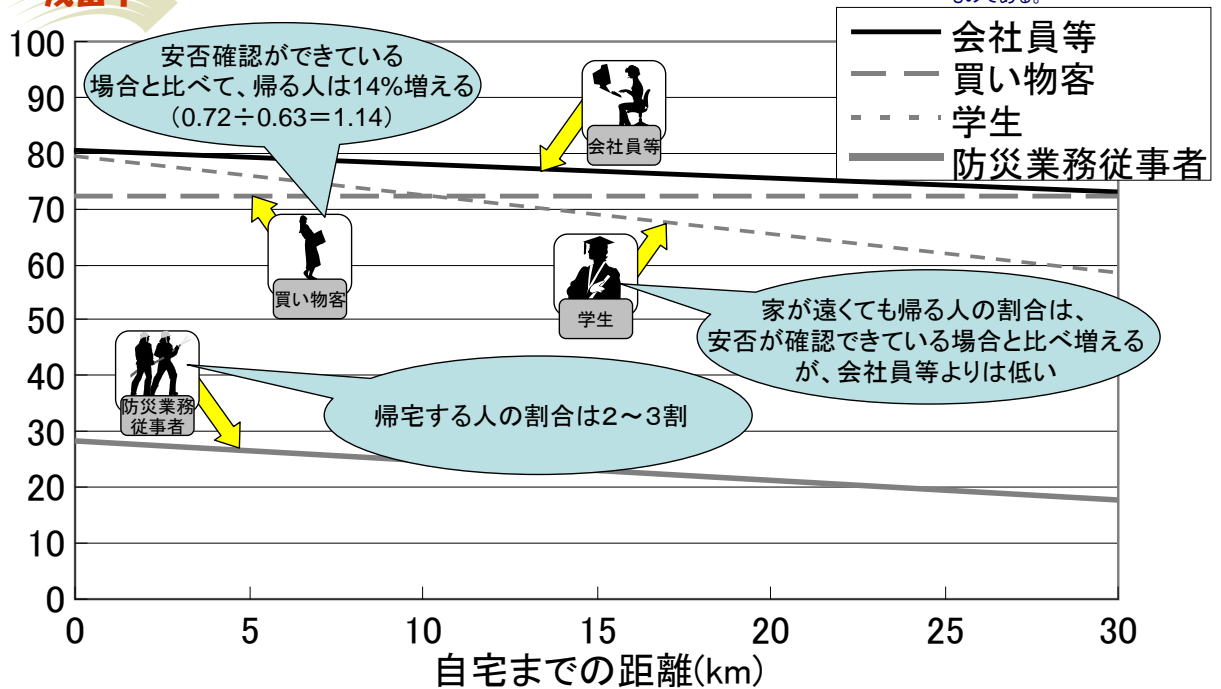 会社員等
買い物客
学生
防災業務従事者
安否確認ができている
場合と比べて、帰る人は14%増える
(0.72÷0.63=1.14)
会社員等
買い物客
学生
家が遠くても帰る人の割合は、
安否が確認できている場合と比べ増える
が、会社員等よりは低い
防災業務
従事者
帰宅する人の割合は2~3割
100
90
80
70
60
50
40
30
20
10
0
0 5 10 15 20 25 30
自宅までの距離(km)